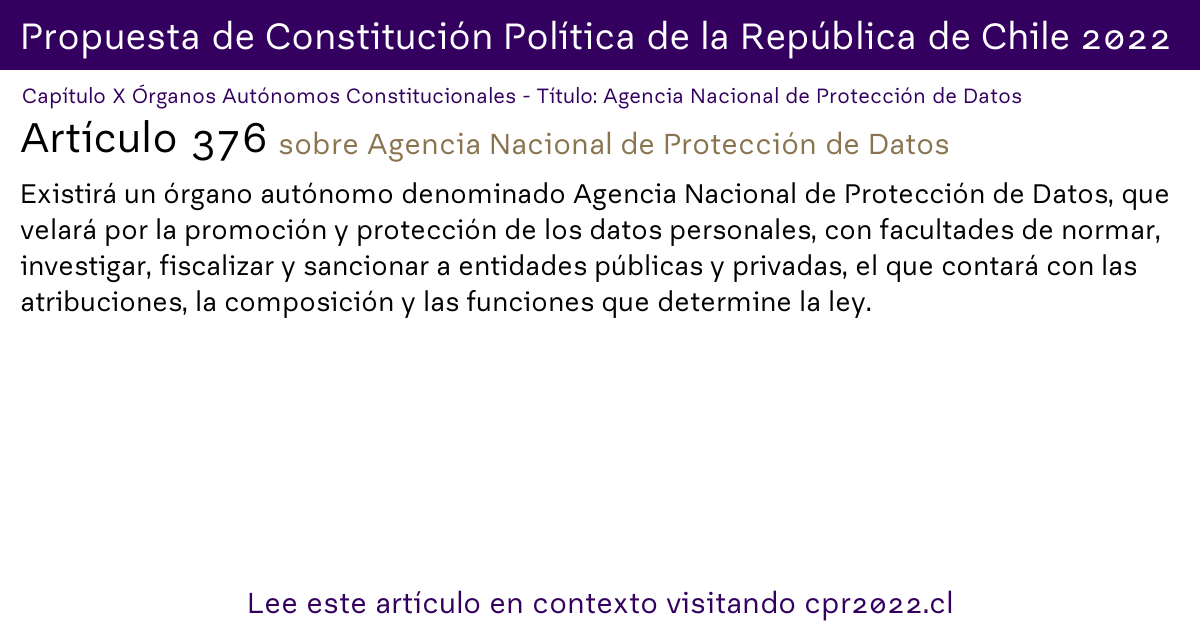 Propuesta de Constitución Política de la República de Chile 2022
Capítulo X Órganos Autónomos Constitucionales - Título: Agencia Nacional de Protección de Datos
Artículo 376 sobre Agencia Nacional de Protección de Datos
Existirá un órgano autónomo denominado Agencia Nacional de Protección de Datos, que
velará por la promoción y protección de los datos personales, con facultades de normar,
investigar, fiscalizar y sancionar a entidades públicas y privadas, el que contará con las
atribuciones, la composición y las funciones que determine la ley.
Lee este artículo en contexto visitando cpr2022.cl